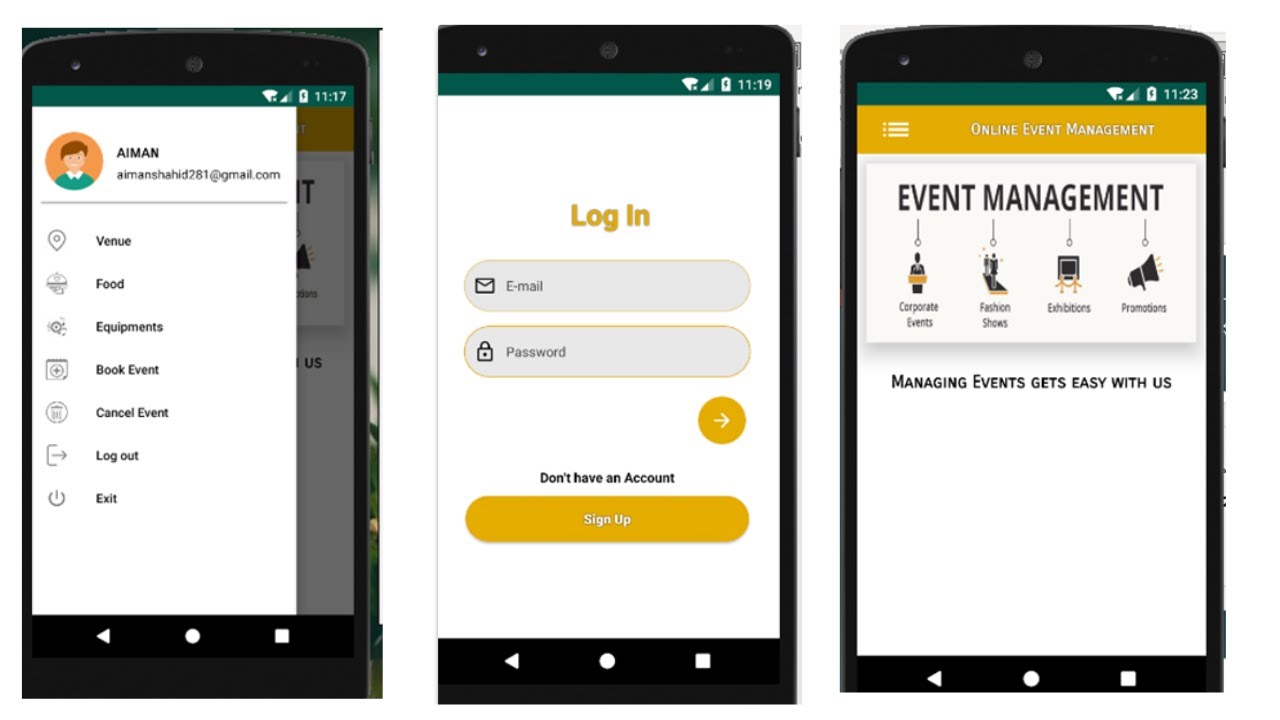 11:17
AIMAN
aimanshahid281@gmail.com
Venue
Food
Equipments
Book Event
Cancel Event
Log out
Exit
IT
US
11:19
Log In
E-mail
Password
Don't have an Account
Sign Up
11:23
Online Event Management
EVENT MANAGEMENT
Corporate
Events
Fashion
Shows
Exhibitions
Promotions
Managing Events gets easy with us